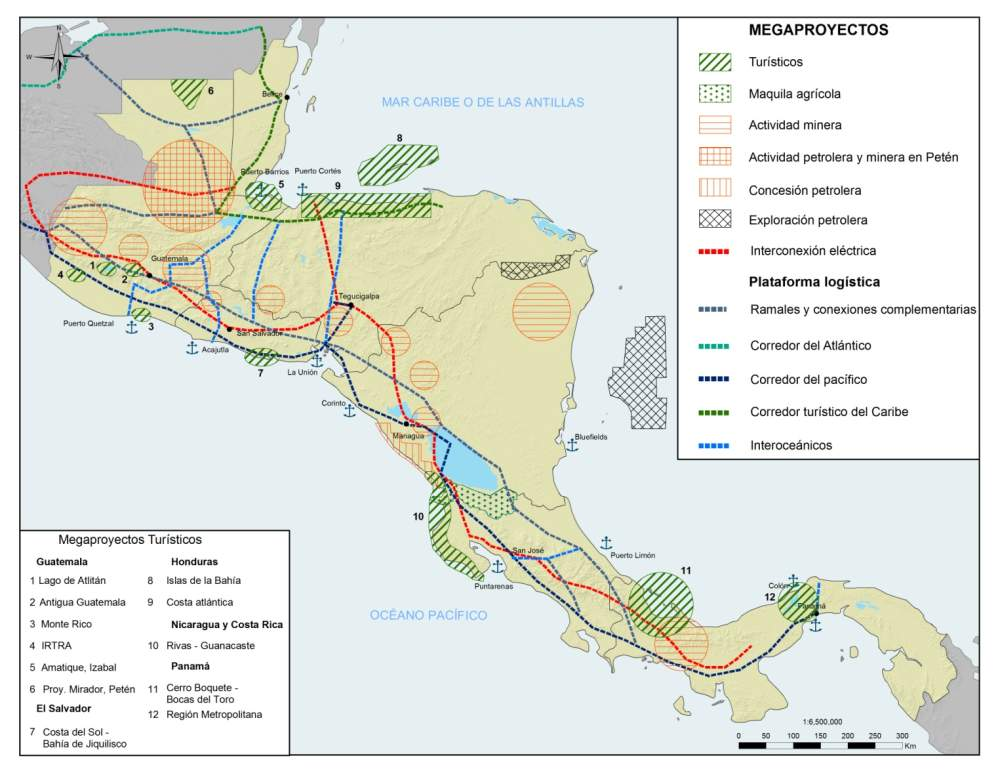 MEGAPROYECTOS
Turísticos
Maquila agrícola
Actividad minera
Actividad petrolera y minera en Petén
Concesión petrolera
Exploración petrolera
Interconexión eléctrica
Plataforma logística
Ramales y conexiones complementarias
Corredor del Atlántico
Corredor del pacífico
Corredor turístico del Caribe
Interoceánicos
N
W
E
S
6
Belice
MAR CARIBE O DE LAS ANTILLAS
8
Puerto Barrios
Puerto Cortés
5
9
Guatemala
4
1
2
Puerto Quetzal
3
Acajutla
San Salvador
7
La Unión
Tegucigalpa
Corinto
Managua
Bluefields
10
San José
Puerto Limón
Puntarenas
11
Colón
12
Panamá
OCÉANO PACÍFICO
1:6,500,000
0 50 100 150 200 250 300
Km
Megaproyectos Turísticos
Guatemala
1 Lago de Atlitán
2 Antigua Guatemala
3 Monte Rico
4 IRTRA
5 Amatique, Izabal
6 Proy. Mirador, Petén
El Salvador
7 Costa del Sol -
Bahía de Jiquilisco
Honduras
8 Islas de la Bahía
9 Costa atlántica
Nicaragua y Costa Rica
10 Rivas - Guanacaste
Panamá
11 Cerro Boquete -
Bocas del Toro
12 Región Metropolitana